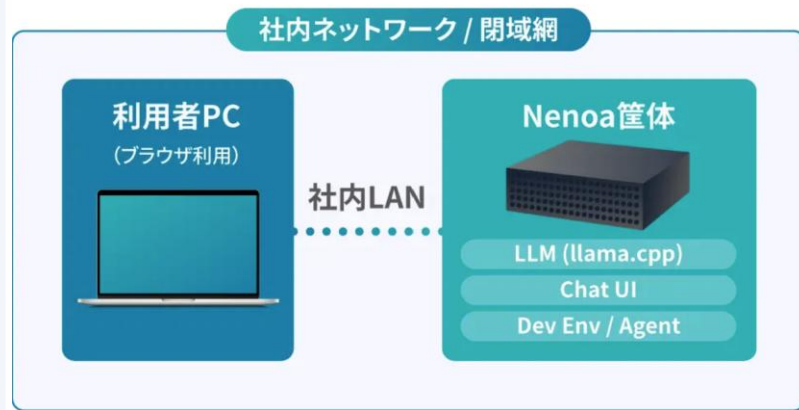 社内ネットワーク / 閉域網
利用者PC
(ブラウザ利用)
社内LAN
Nenoa筐体
LLM (llama.cpp)
Chat UI
Dev Env / Agent